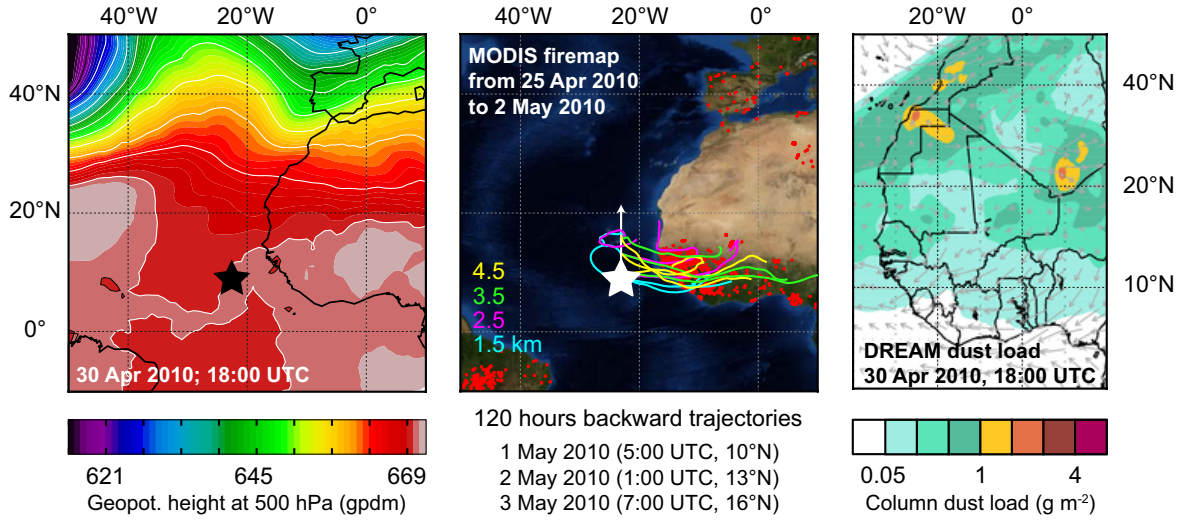 40°W 20°W 0° 40°W 20°W 0° 20°W 0°
40°N
20°N
0°
30 Apr 2010; 18:00 UTC
621 645 669
Geopot. height at 500 hPa (gpdm)
MODIS firemap
from 25 Apr 2010
to 2 May 2010
4.5
3.5
2.5
1.5 km
120 hours backward trajectories
1 May 2010 (5:00 UTC, 10°N)
2 May 2010 (1:00 UTC, 13°N)
3 May 2010 (7:00 UTC, 16°N)
40°N
20°N
10°N
DREAM dust load
30 Apr 2010, 18:00 UTC
0.05 1 4
Column dust load (g m⁻²)